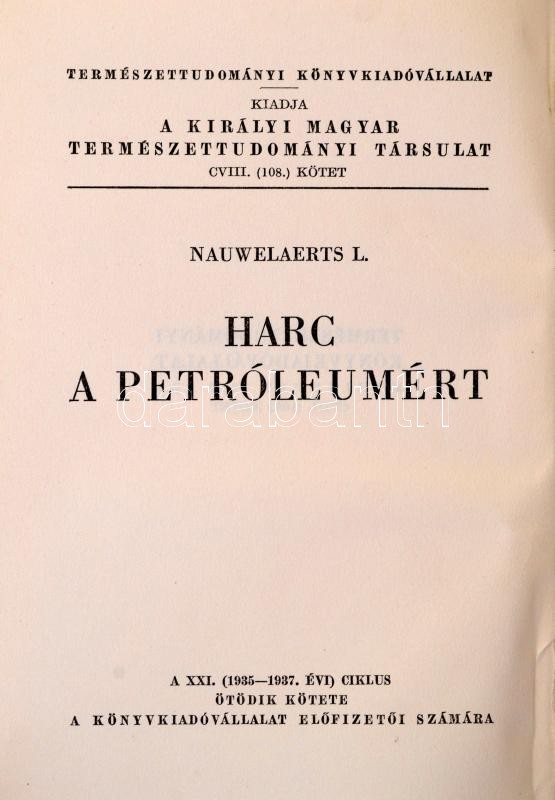 TERMÉSZETTUDOMÁNYI KÖNYVKIADÓVÁLLALAT
KIADJA
A KIRÁLYI MAGYAR
TERMÉSZETTUDOMÁNYI TÁRSULAT
CVIII. (108.) KÖTET
NAUWELAERTS L.
HARC
A PETRÓLEUMÉRT
darabanth
A XXI. (1935—1937. ÉVI) CIKLUS
ÖTÖDIK KÖTETE
A KÖNYVKIADÓVÁLLALAT ELŐFIZETŐI SZÁMÁRA